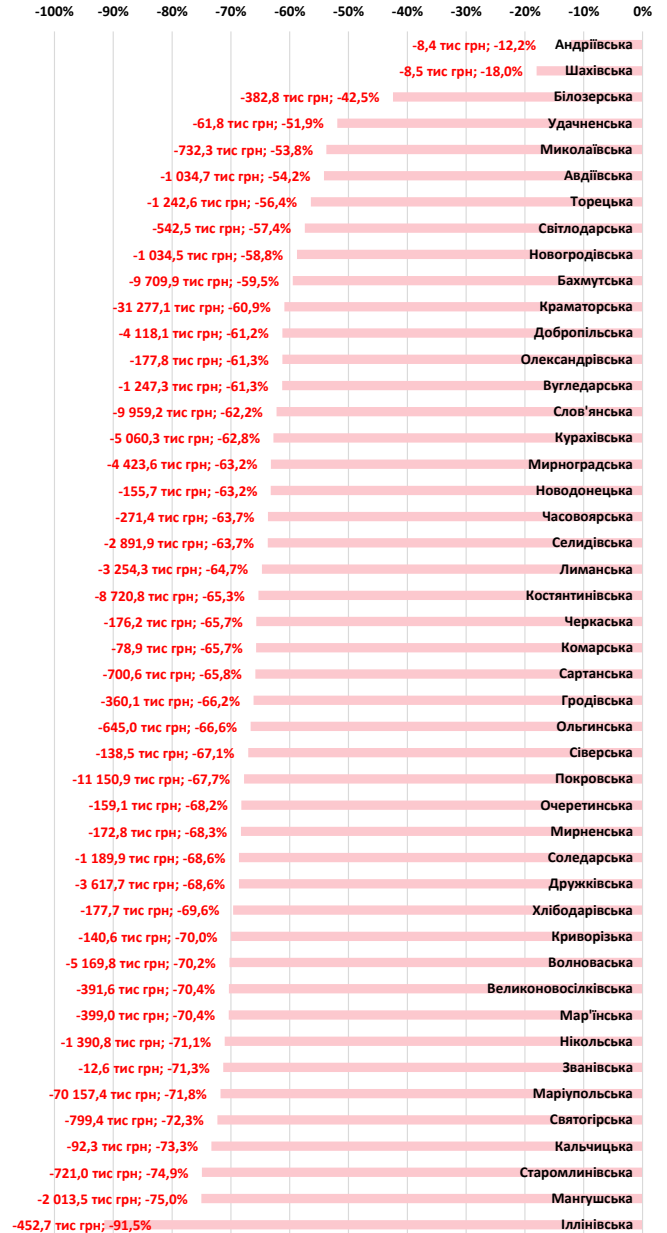 -100% -90% -80% -70% -60% -50% -40% -30% -20% -10% 0%
-8,4 тис грн; -12,2% Андріївська
-8,5 тис грн; -18,0% Шахівська
-382,8 тис грн; -42,5% Білозерська
-61,8 тис грн; -51,9% Удачненська
-732,3 тис грн; -53,8% Миколаївська
-1 034,7 тис грн; -54,2% Авдіївська
-1 242,6 тис грн; -56,4% Торецька
-542,5 тис грн; -57,4% Світлодарська
-1 034,5 тис грн; -58,8% Новогродівська
-9 709,9 тис грн; -59,5% Бахмутська
-31 277,1 тис грн; -60,9% Краматорська
-4 118,1 тис грн; -61,2% Добропільська
-177,8 тис грн; -61,3% Олександрівська
-1 247,3 тис грн; -61,3% Вугледарська
-9 959,2 тис грн; -62,2% Слов'янська
-5 060,3 тис грн; -62,8% Курахівська
-4 423,6 тис грн; -63,2% Мирноградська
-155,7 тис грн; -63,2% Новодонецька
-271,4 тис грн; -63,7% Часовоярська
-2 891,9 тис грн; -63,7% Селидівська
-3 254,3 тис грн; -64,7% Лиманська
-8 720,8 тис грн; -65,3% Костянтинівська
-176,2 тис грн; -65,7% Черкаська
-78,9 тис грн; -65,7% Комарська
-700,6 тис грн; -65,8% Сартанська
-360,1 тис грн; -66,2% Гродівська
-645,0 тис грн; -66,6% Ольгинська
-138,5 тис грн; -67,1% Сіверська
-11 150,9 тис грн; -67,7% Покровська
-159,1 тис грн; -68,2% Очеретинська
-172,8 тис грн; -68,3% Мирненська
-1 189,9 тис грн; -68,6% Соледарська
-3 617,7 тис грн; -68,6% Дружківська
-177,7 тис грн; -69,6% Хлібодарівська
-140,6 тис грн; -70,0% Криворізька
-5 169,8 тис грн; -70,2% Волноваська
-391,6 тис грн; -70,4% Великоновосілківська
-399,0 тис грн; -70,4% Мар'їнська
-1 390,8 тис грн; -71,1% Нікольська
-12,6 тис грн; -71,3% Званівська
-70 157,4 тис грн; -71,8% Маріупольська
-799,4 тис грн; -72,3% Святогірська
-92,3 тис грн; -73,3% Кальчицька
-721,0 тис грн; -74,9% Старомлинівська
-2 013,5 тис грн; -75,0% Мангушська
-452,7 тис грн; -91,5% Іллінівська